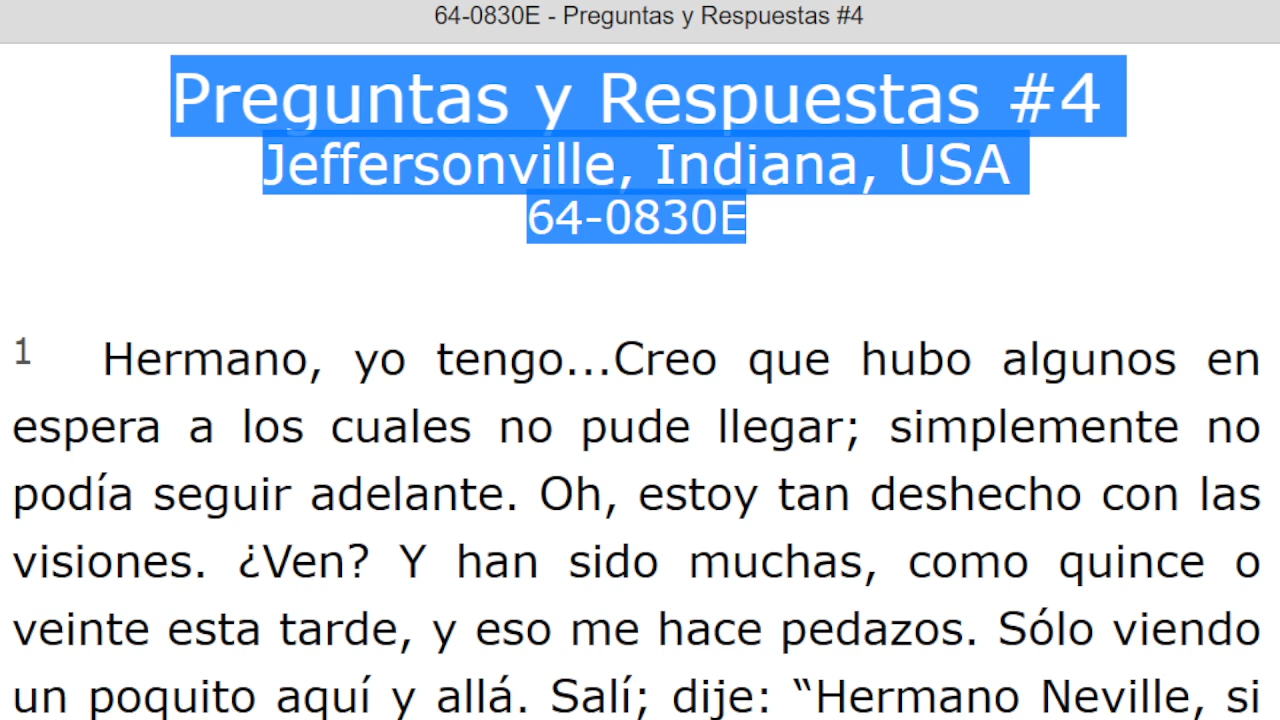 64-0830E - Preguntas y Respuestas #4
Preguntas y Respuestas #4
Jeffersonville, Indiana, USA
64-0830E
1 Hermano, yo tengo...Creo que hubo algunos en
espera a los cuales no pude llegar; simplemente no
podía seguir adelante. Oh, estoy tan deshecho con las
visiones. ¿Ven? Y han sido muchas, como quince o
veinte esta tarde, y eso me hace pedazos. Sólo viendo
un poquito aquí y allá. Salí; dije: “Hermano Neville, si